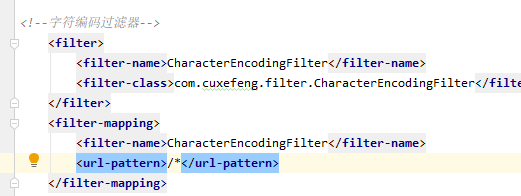 <!--字符编码过滤器-->
<filter>
<filter-name>CharacterEncodingFilter</filter-name>
<filter-class>com.cuxefeng.filter.CharacterEncodingFilter</filte
</filter>
<filter-mapping>
<filter-name>CharacterEncodingFilter</filter-name>
<url-pattern>/*</url-pattern>
</filter-mapping>